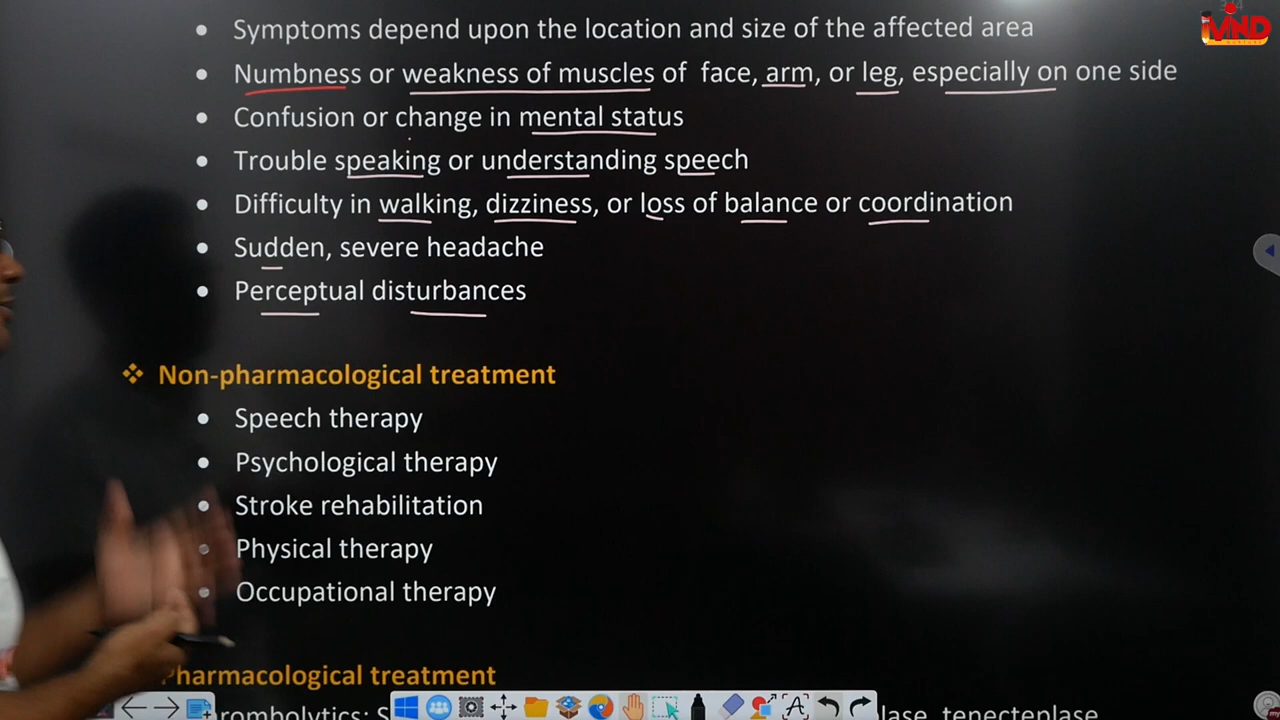 Symptoms depend upon the location and size of the affected area
Numbness or weakness of muscles of face, arm, or leg, especially on one side
Confusion or change in mental status
Trouble speaking or understanding speech
Difficulty in walking, dizziness, or loss of balance or coordination
Sudden, severe headache
Perceptual disturbances
Non-pharmacological treatment
Speech therapy
Psychological therapy
Stroke rehabilitation
Physical therapy
Occupational therapy
Pharmacological treatment
tenecteplase